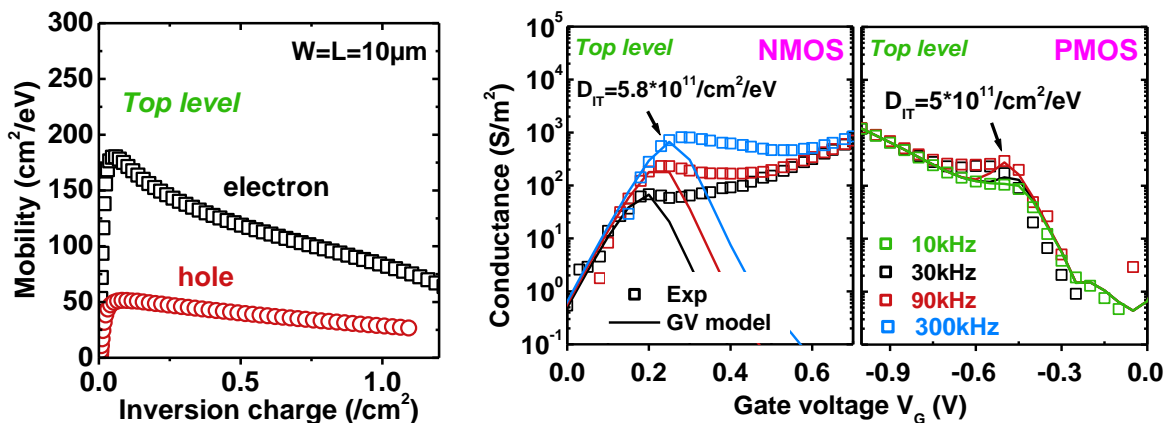 300
250
200
150
100
50
0
Mobility (cm²/eV)
W=L=10µm
Top level
electron
hole
0.0
0.5
1.0
Inversion charge (/cm²)
10⁵
10⁴
10³
10²
10¹
10⁰
10⁻¹
Conductance (S/m²)
Top level
NMOS
D_IT=5.8*10¹¹/cm²/eV
Exp
GV model
0.0
0.2
0.4
0.6
Top level
PMOS
D_IT=5*10¹¹/cm²/eV
10kHz
30kHz
90kHz
300kHz
-0.9
-0.6
-0.3
0.0
Gate voltage V_G (V)